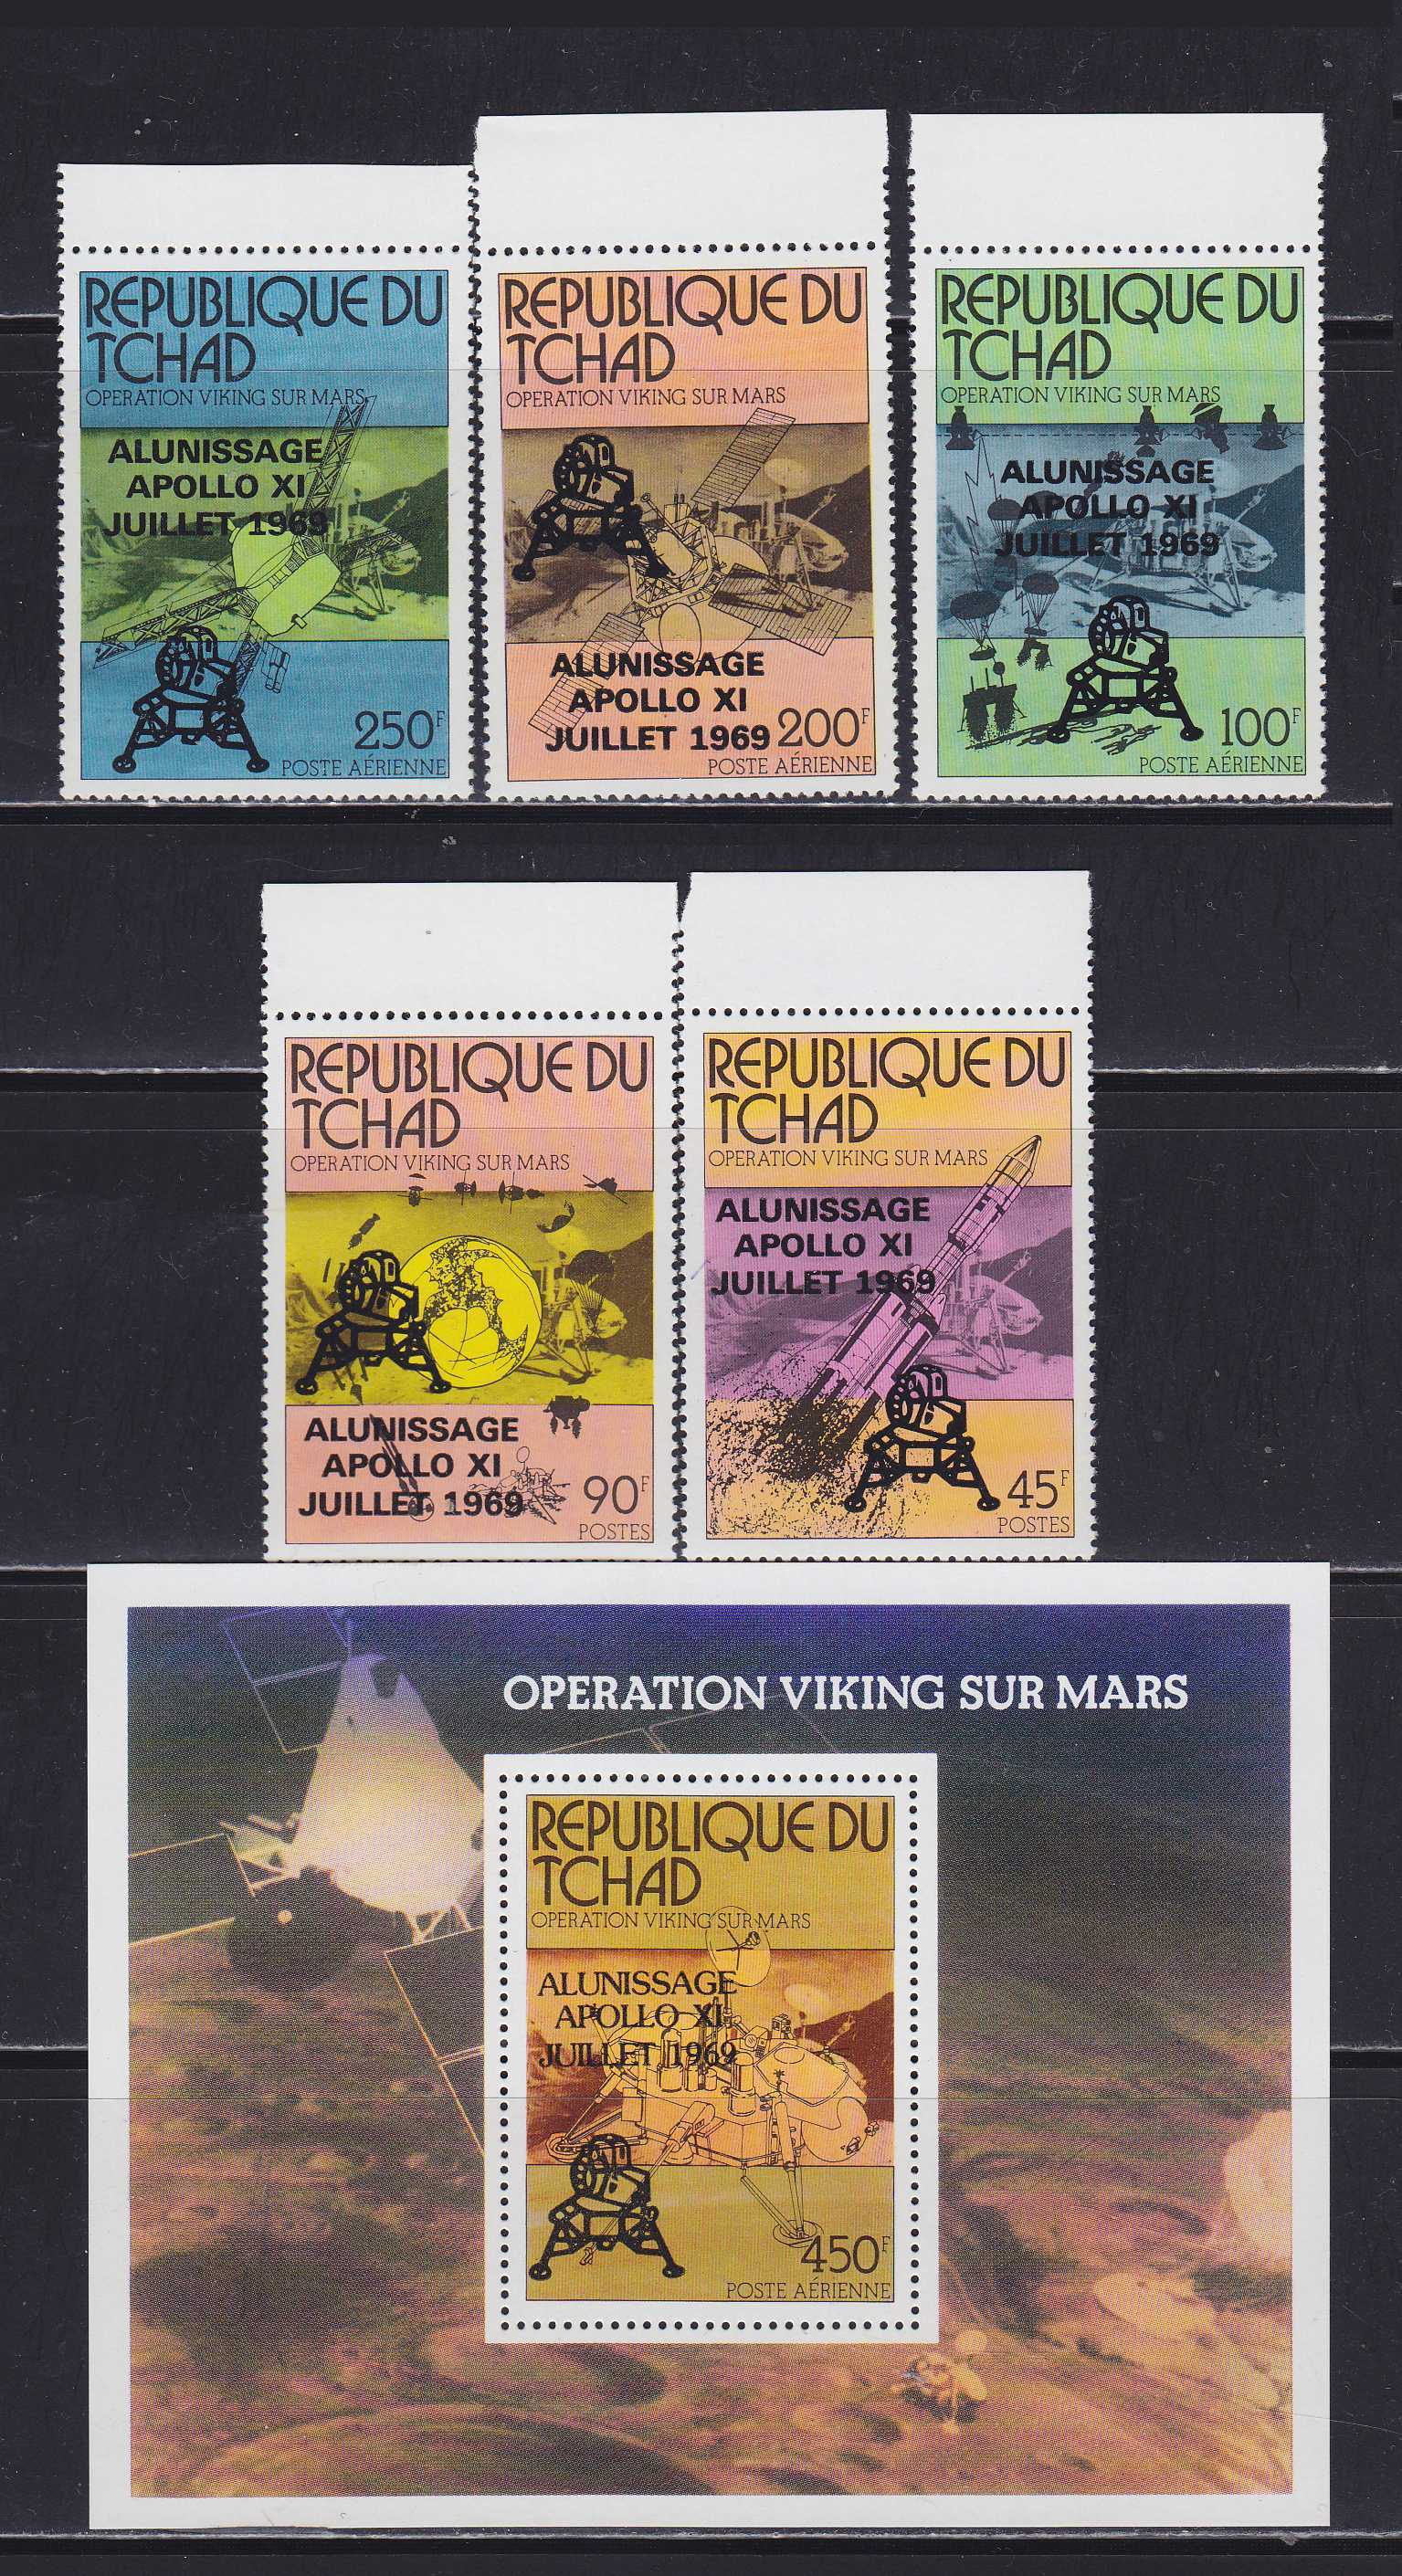 REPUBLIQUE DU
TCHAD
OPERATION VIKING SUR MARS
ALUNISSAGE
APOLLO XI
JUILLET 1969
250F
POSTE AÉRIENNE
REPUBLIQUE DU
TCHAD
OPERATION VIKING SUR MARS
ALUNISSAGE
APOLLO XI
JUILLET 1969
200F
POSTE AÉRIENNE
REPUBLIQUE DU
TCHAD
OPERATION VIKING SUR MARS
ALUNISSAGE
APOLLO XI
JUILLET 1969
100F
POSTE AÉRIENNE
REPUBLIQUE DU
TCHAD
OPERATION VIKING SUR MARS
ALUNISSAGE
APOLLO XI
JUILLET 1969
90F
POSTES
REPUBLIQUE DU
TCHAD
OPERATION VIKING SUR MARS
ALUNISSAGE
APOLLO XI
JUILLET 1969
45F
POSTES
OPERATION VIKING SUR MARS
REPUBLIQUE DU
TCHAD
OPERATION VIKING SUR MARS
ALUNISSAGE
APOLLO XI
JUILLET 1969
450F
POSTE AÉRIENNE